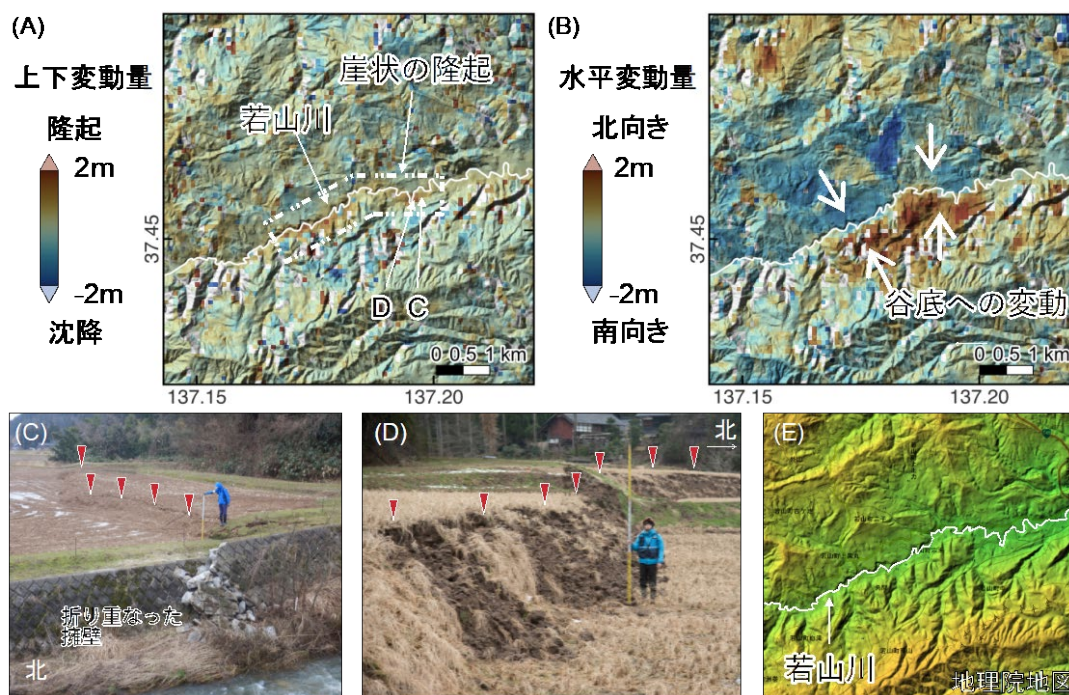 (A)
上下変動量
隆起
2m
-2m
沈降
崖状の隆起
若山川
D
C
37.45
0 0.5 1 km
137.15
137.20
(B)
水平変動量
北向き
2m
-2m
南向き
谷底への変動
37.45
0 0.5 1 km
137.15
137.20
(C)
折り重なった
擁壁
北
(D)
北
(E)
若山川
地理院地図